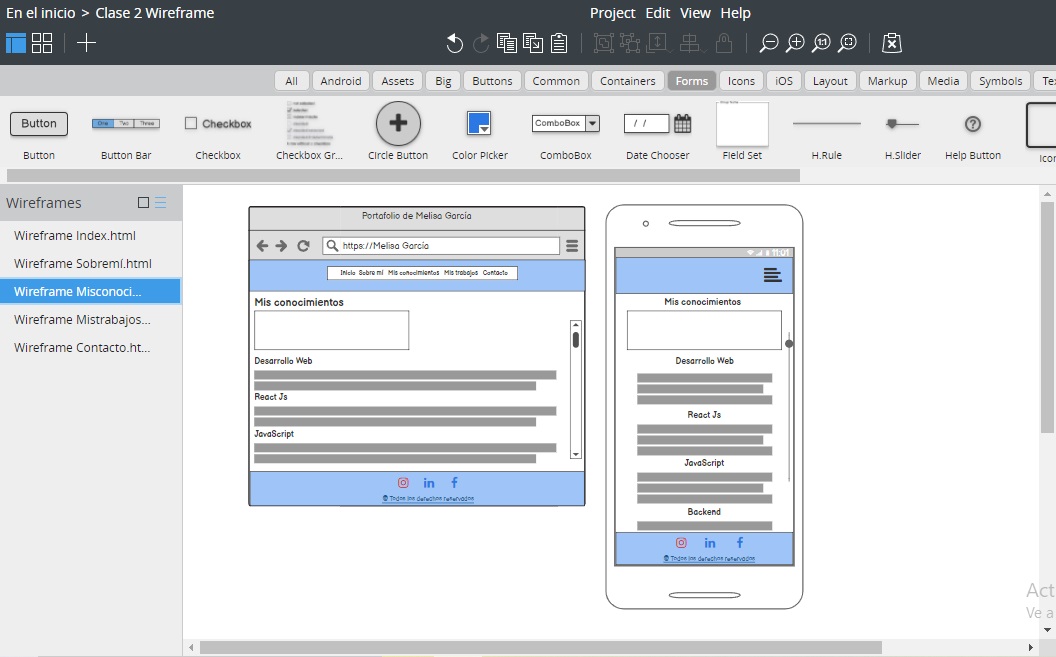 En el inicio > Clase 2 Wireframe
Project Edit View Help
1:1
All Android Assets Big Buttons Common Containers Forms Icons iOS Layout Markup Media Symbols
Button One Two Three Checkbox ComboBox / /
Button Button Bar Checkbox Checkbox Gr... Circle Button Color Picker ComboBox Date Chooser Field Set H.Rule H.Slider Help Button
Wireframes
Wireframe Index.html
Wireframe Sobremí.html
Wireframe Misconoci...
Wireframe Mistrabajos...
Wireframe Contacto.ht...
Portafolio de Melisa García
https://Melisa García
Inicio Sobre mí Mis conocimientos Mis trabajos Contacto
Mis conocimientos
Desarrollo Web
React Js
JavaScript
in f
© Todos los derechos reservados
Mis conocimientos
Desarrollo Web
React Js
JavaScript
Backend
in f
© Todos los derechos reservados
Act
Ve a